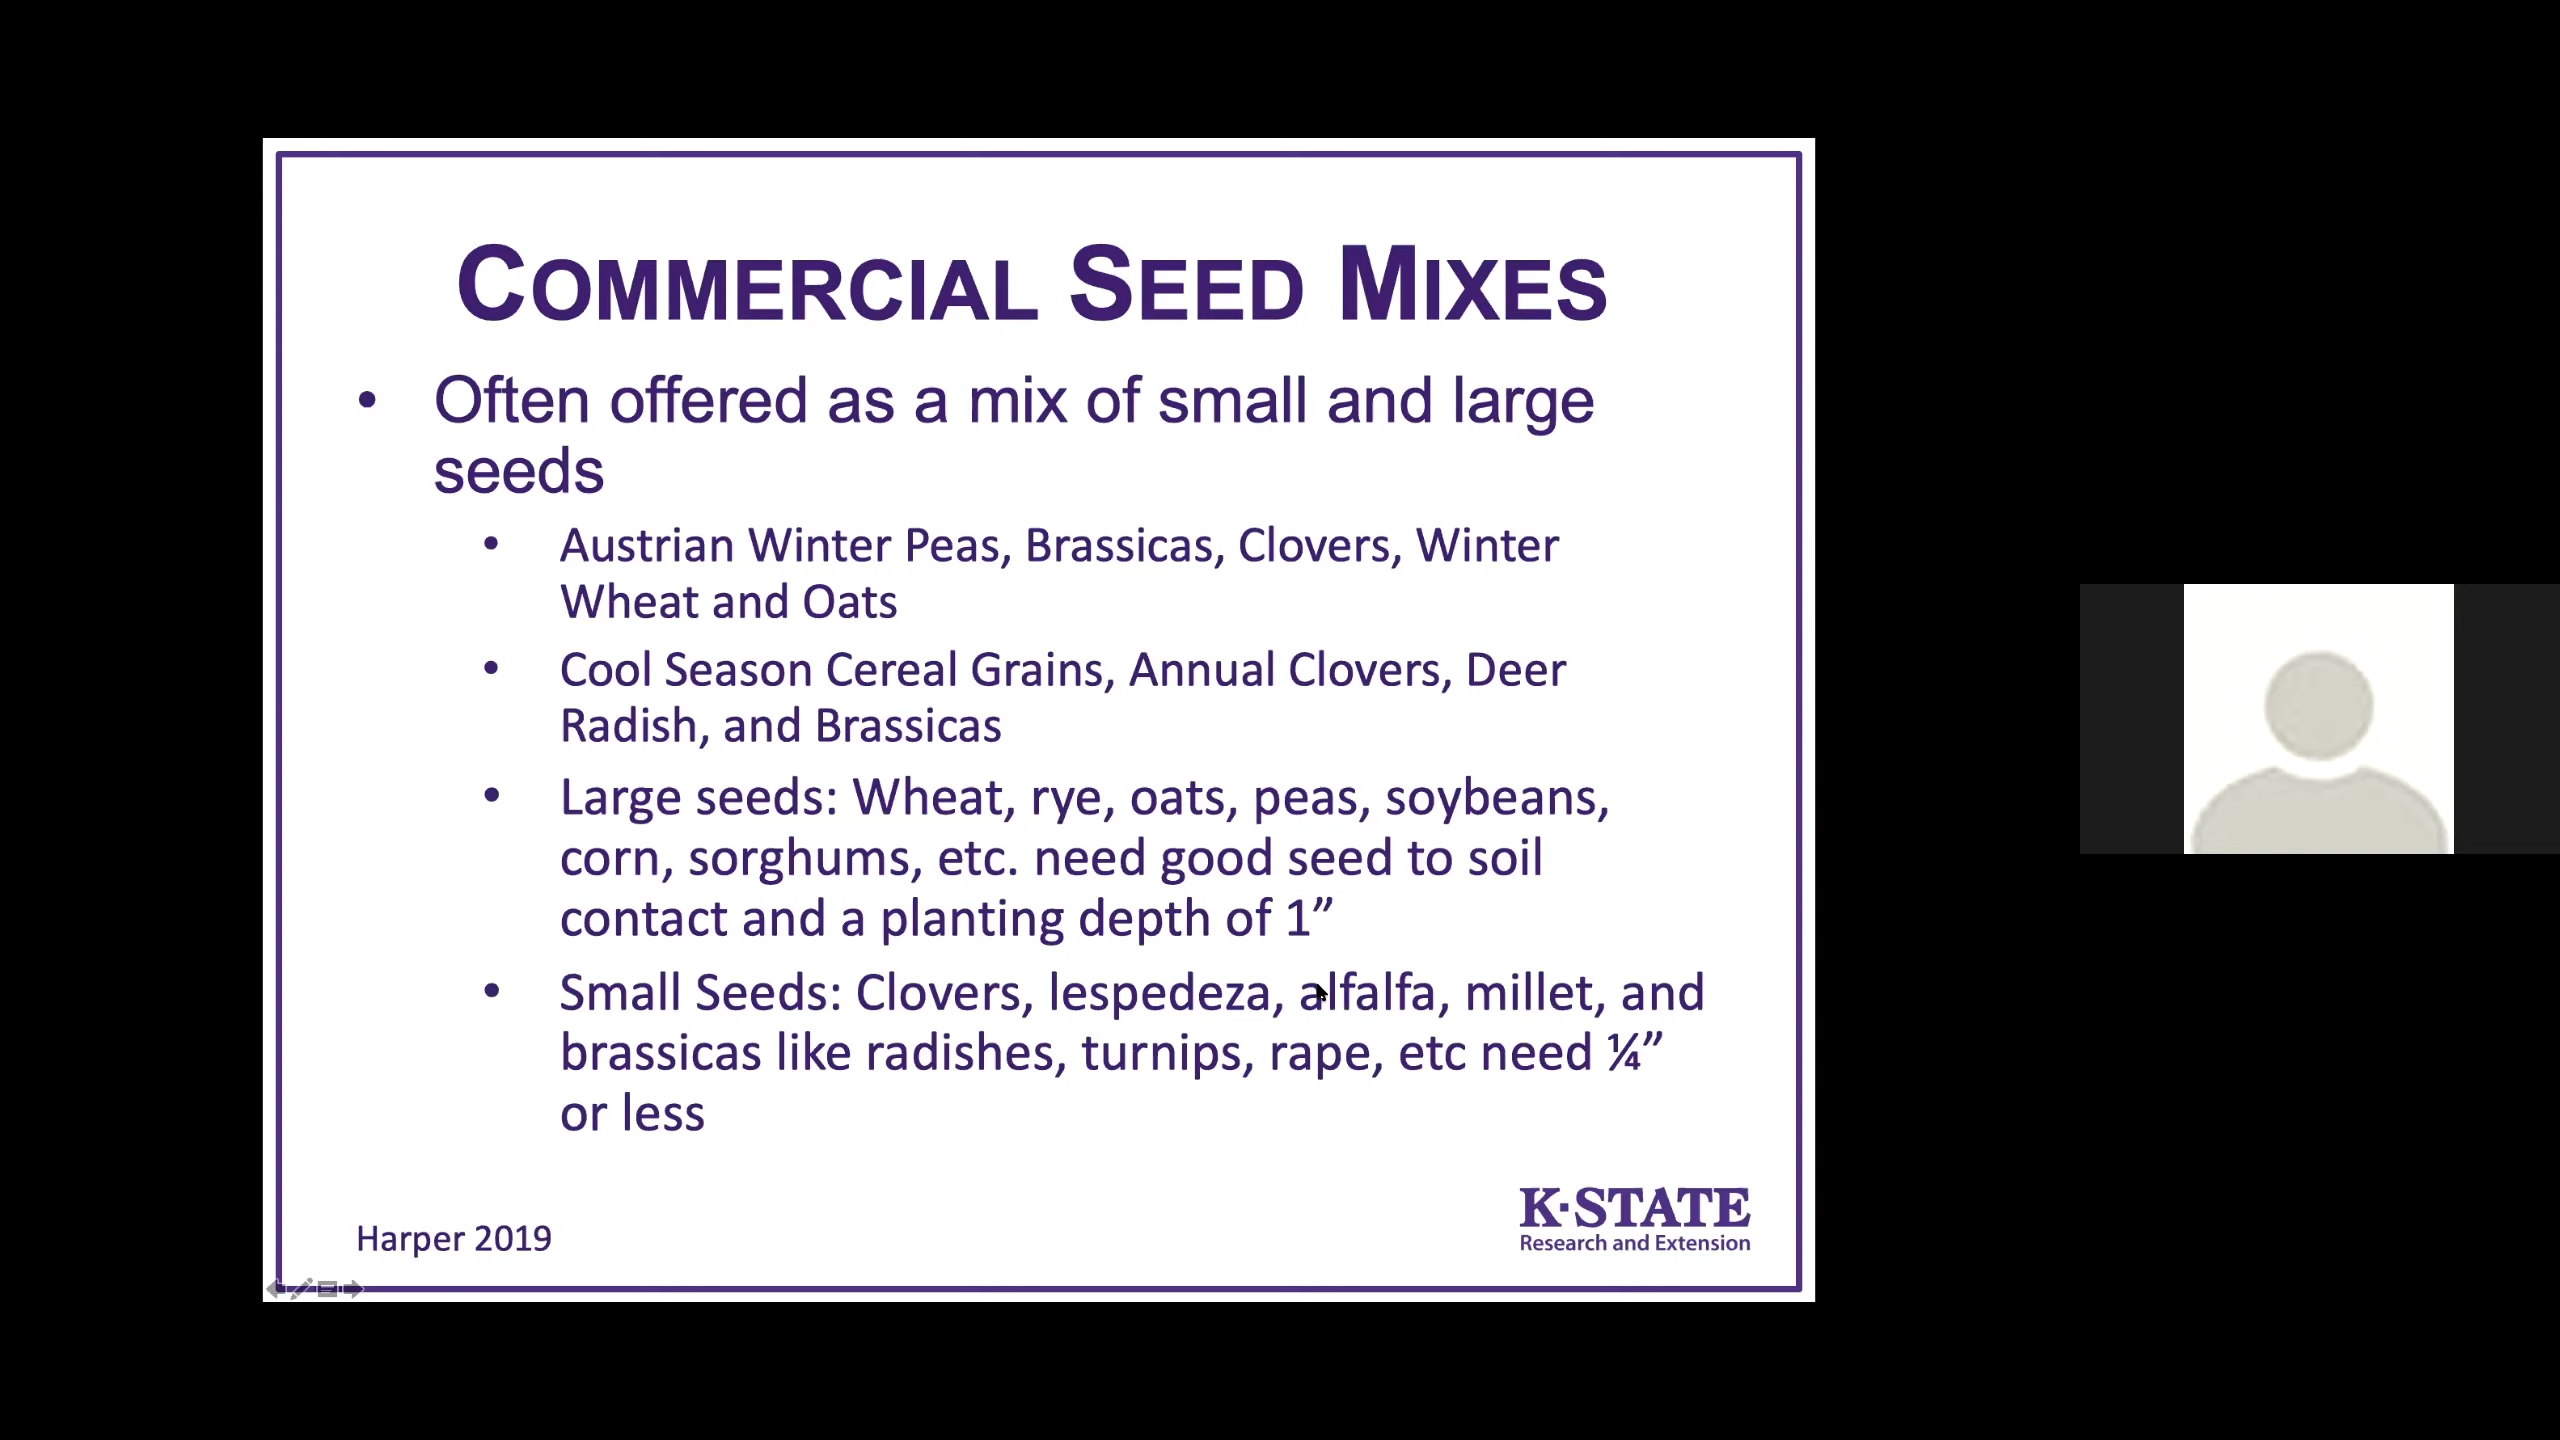 COMMERCIAL SEED MIXES
• Often offered as a mix of small and large
seeds
• Austrian Winter Peas, Brassicas, Clovers, Winter
Wheat and Oats
• Cool Season Cereal Grains, Annual Clovers, Deer
Radish, and Brassicas
• Large seeds: Wheat, rye, oats, peas, soybeans,
corn, sorghums, etc. need good seed to soil
contact and a planting depth of 1”
• Small Seeds: Clovers, lespedeza, alfalfa, millet, and
brassicas like radishes, turnips, rape, etc need ¼”
or less
Harper 2019
K·STATE
Research and Extension